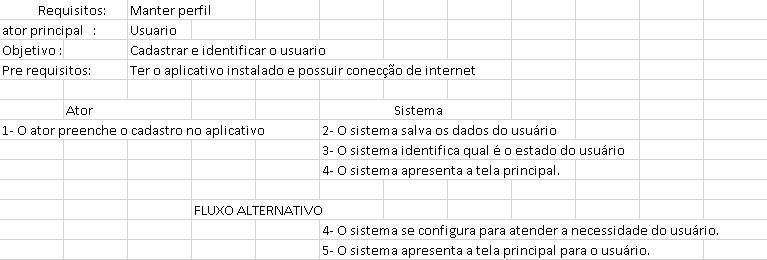 Requisitos: Manter perfil
ator principal : Usuario
Objetivo : Cadastrar e identificar o usuario
Pre requisitos: Ter o aplicativo instalado e possuir conecção de internet
Ator Sistema
1- O ator preenche o cadastro no aplicativo 2- O sistema salva os dados do usuário
3- O sistema identifica qual é o estado do usuário
4- O sistema apresenta a tela principal.
FLUXO ALTERNATIVO
4- O sistema se configura para atender a necessidade do usuário.
5- O sistema apresenta a tela principal para o usuário.